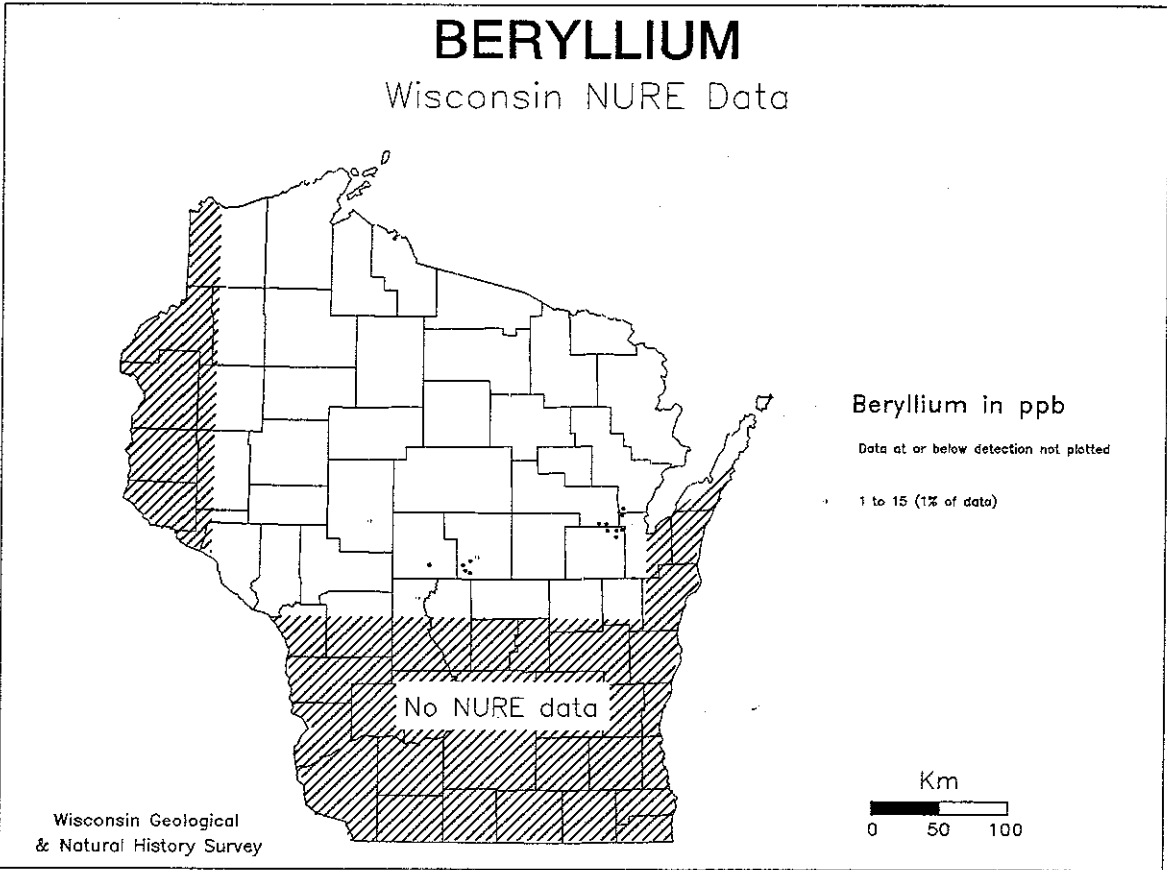 BERYLLIUM
Wisconsin NURE Data
Beryllium in ppb
Data at or below detection not plotted
1 to 15 (1% of data)
No NURE data
Km
0 50 100
Wisconsin Geological
& Natural History Survey